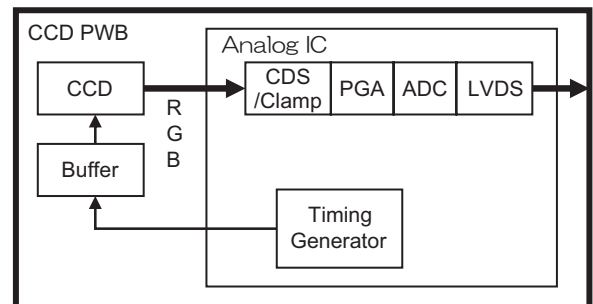 CCD PWB
Analog IC
CCD
R
G
B
CDS
/Clamp
PGA
ADC
LVDS
Buffer
Timing
Generator